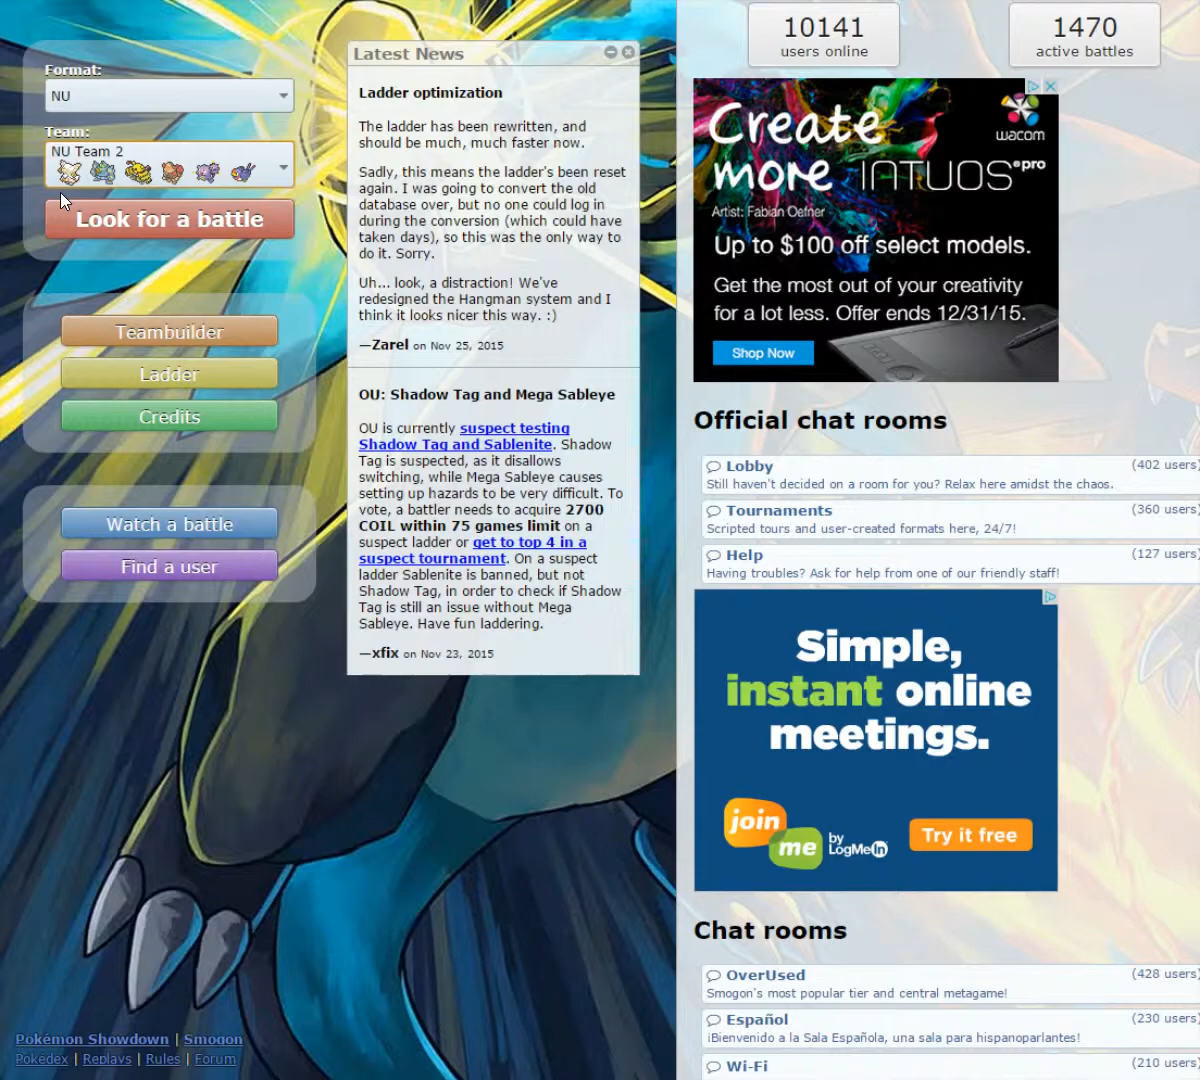 Format:
NU
Team:
NU Team 2
Look for a battle
Teambuilder
Ladder
Credits
Watch a battle
Find a user
Pokémon Showdown | Smogon
Pokédex | Replays | Rules | Forum
Latest News
Ladder optimization
The ladder has been rewritten, and
should be much, much faster now.
Sadly, this means the ladder's been reset
again. I was going to convert the old
database over, but no one could log in
during the conversion (which could have
taken days), so this was the only way to
do it. Sorry.
Uh... look, a distraction! We've
redesigned the Hangman system and I
think it looks nicer this way. :)
—Zarel on Nov 25, 2015
OU: Shadow Tag and Mega Sableye
OU is currently suspect testing
Shadow Tag and Sablenite. Shadow
Tag is suspected, as it disallows
switching, while Mega Sableye causes
setting up hazards to be very difficult. To
vote, a battler needs to acquire 2700
COIL within 75 games limit on a
suspect ladder or get to top 4 in a
suspect tournament. On a suspect
ladder Sablenite is banned, but not
Shadow Tag, in order to check if Shadow
Tag is still an issue without Mega
Sableye. Have fun laddering.
—xfix on Nov 23, 2015
10141
users online
1470
active battles
Create
more INTUOS®pro
wacom
Artist: Fabian Oefner
Up to $100 off select models.
Get the most out of your creativity
for a lot less. Offer ends 12/31/15.
Shop Now
Official chat rooms
Lobby (402 users)
Still haven't decided on a room for you? Relax here amidst the chaos.
Tournaments (360 users)
Scripted tours and user-created formats here, 24/7!
Help (127 users)
Having troubles? Ask for help from one of our friendly staff!
Simple,
instant online
meetings.
join
me by
LogMeIn
Try it free
Chat rooms
OverUsed (428 users)
Smogon's most popular tier and central metagame!
Español (230 users)
¡Bienvenido a la Sala Española, una sala para hispanoparlantes!
Wi-Fi (210 users)